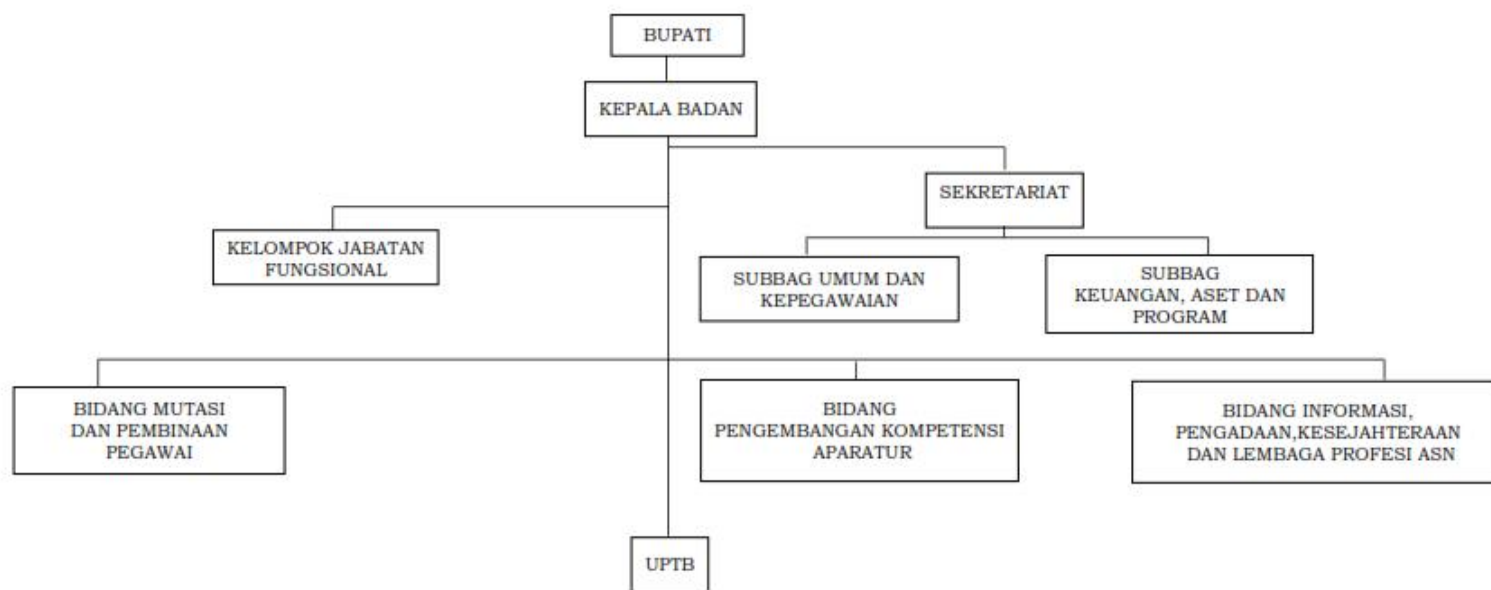 BUPATI
KEPALA BADAN
SEKRETARIAT
KELOMPOK JABATAN
FUNGSIONAL
SUBBAG UMUM DAN
KEPEGAWAIAN
SUBBAG
KEUANGAN, ASET DAN
PROGRAM
BIDANG MUTASI
DAN PEMBINAAN
PEGAWAI
BIDANG
PENGEMBANGAN KOMPETENSI
APARATUR
BIDANG INFORMASI,
PENGADAAN,KESEJAHTERAAN
DAN LEMBAGA PROFESI ASN
UPTB